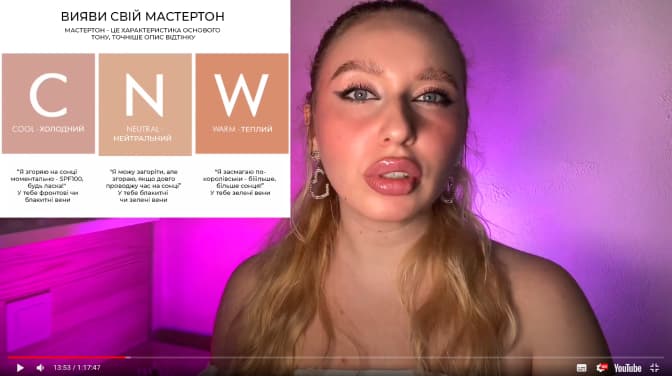 ВИЯВИ СВІЙ МАСТЕРТОН
МАСТЕРТОН - ЦЕ ХАРАКТЕРИСТИКА ОСНОВОГО
ТОНУ, ТОЧНІШЕ ОПИС ВІДТІНКУ
C
COOL - ХОЛОДНИЙ
N
NEUTRAL -
НЕЙТРАЛЬНИЙ
W
WARM - ТЕПЛИЙ
"Я згоряю на сонці
моментально - SPF100,
будь ласка!"
У тебе фронтові чи
блакитні вени
"Я можу загоріти, але
згораю, якщо довго
проводжу час на сонці"
У тебе блакитні
чи зелені вени
"Я засмагаю по-
королівськи - бііільше,
більше сонця!"
У тебе зелені вени
13:53 / 1:17:47
YouTube